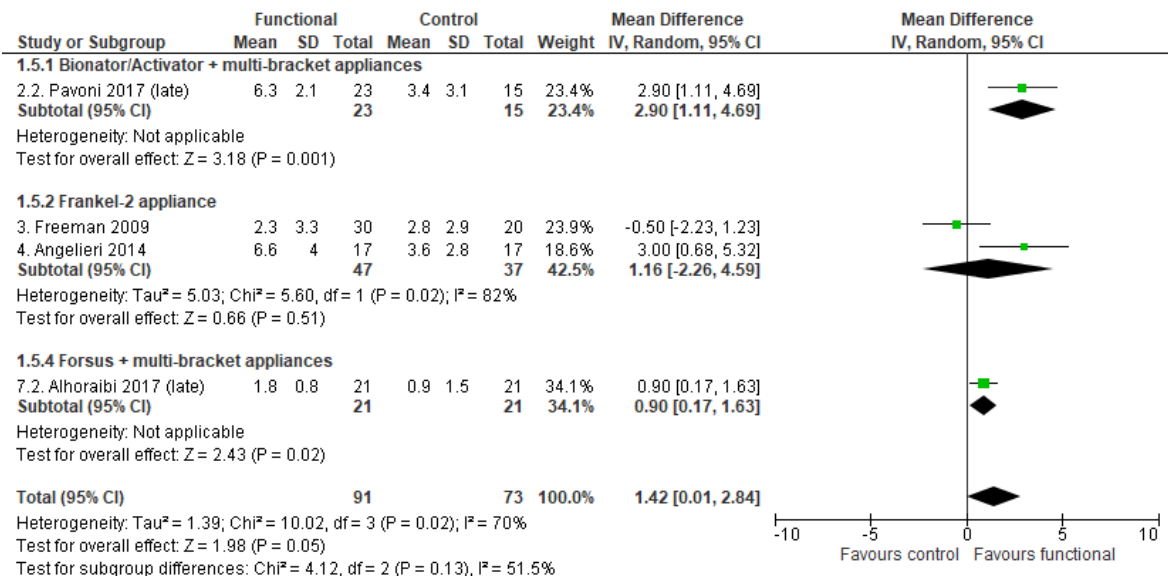 Functional Control Mean Difference Mean Difference
Study or Subgroup Mean SD Total Mean SD Total Weight IV, Random, 95% CI IV, Random, 95% CI
1.5.1 Bionator/Activator + multi-bracket appliances
2.2. Pavoni 2017 (late) 6.3 2.1 23 3.4 3.1 15 23.4% 2.90 [1.11, 4.69]
Subtotal (95% CI) 23 15 23.4% 2.90 [1.11, 4.69]
Heterogeneity: Not applicable
Test for overall effect: Z = 3.18 (P = 0.001)
1.5.2 Frankel-2 appliance
3. Freeman 2009 2.3 3.3 30 2.8 2.9 20 23.9% -0.50 [-2.23, 1.23]
4. Angelieri 2014 6.6 4 17 3.6 2.8 17 18.6% 3.00 [0.68, 5.32]
Subtotal (95% CI) 47 37 42.5% 1.16 [-2.26, 4.59]
Heterogeneity: Tau² = 5.03; Chi² = 5.60, df = 1 (P = 0.02); I² = 82%
Test for overall effect: Z = 0.66 (P = 0.51)
1.5.4 Forsus + multi-bracket appliances
7.2. Alhoraibi 2017 (late) 1.8 0.8 21 0.9 1.5 21 34.1% 0.90 [0.17, 1.63]
Subtotal (95% CI) 21 21 34.1% 0.90 [0.17, 1.63]
Heterogeneity: Not applicable
Test for overall effect: Z = 2.43 (P = 0.02)
Total (95% CI) 91 73 100.0% 1.42 [0.01, 2.84]
Heterogeneity: Tau² = 1.39; Chi² = 10.02, df = 3 (P = 0.02); I² = 70%
Test for overall effect: Z = 1.98 (P = 0.05)
Test for subgroup differences: Chi² = 4.12, df = 2 (P = 0.13), I² = 51.5%
-10 -5 0 5 10
Favours control Favours functional